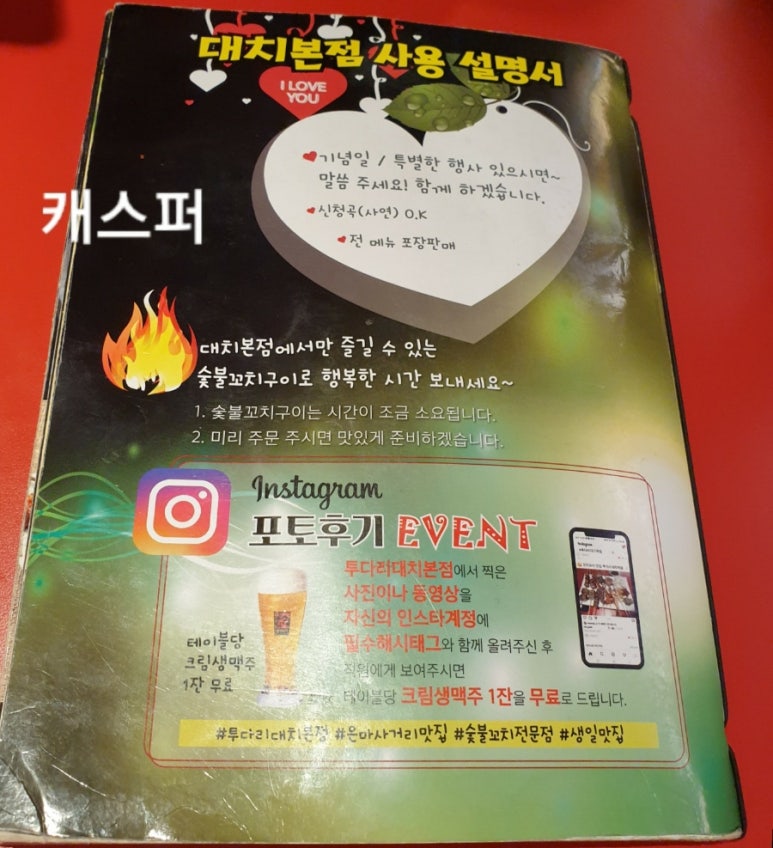 대치본점 사용 설명서
I LOVE
YOU
기념일 / 특별한 행사 있으시면~
말씀 주세요! 함께 하겠습니다.
신청곡(사연) O.K
전 메뉴 포장판매
캐스퍼
대치본점에서만 즐길 수 있는
숯불꼬치구이로 행복한 시간 보내세요~
1. 숯불꼬치구이는 시간이 조금 소요됩니다.
2. 미리 주문 주시면 맛있게 준비하겠습니다.
Instagram
포토후기 EVENT
투다리대치본점에서 찍은
사진이나 동영상을
자신의 인스타계정에
필수해시태그와 함께 올려주신 후
직원에게 보여주시면
테이블당 크림생맥주 1잔을 무료로 드립니다.
테이블당
크림생맥주
1잔 무료
#투다리대치본점 #은마사거리맛집 #숯불꼬치전문점 #생일맛집